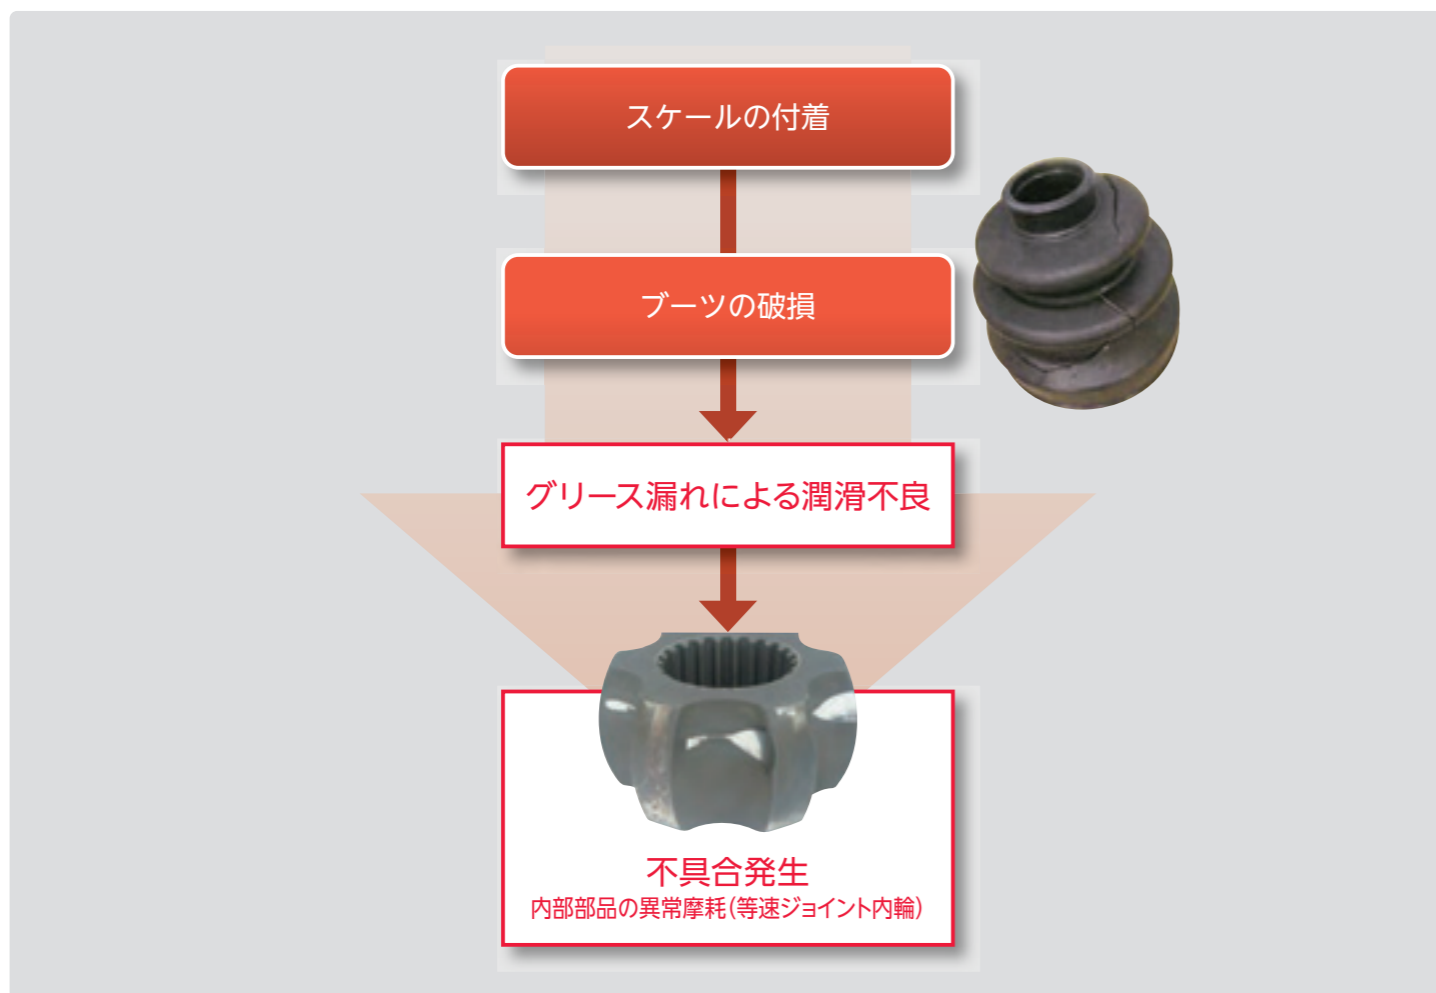 スケールの付着
ブーツの破損
グリース漏れによる潤滑不良
不具合発生
内部部品の異常摩耗(等速ジョイント内輪)